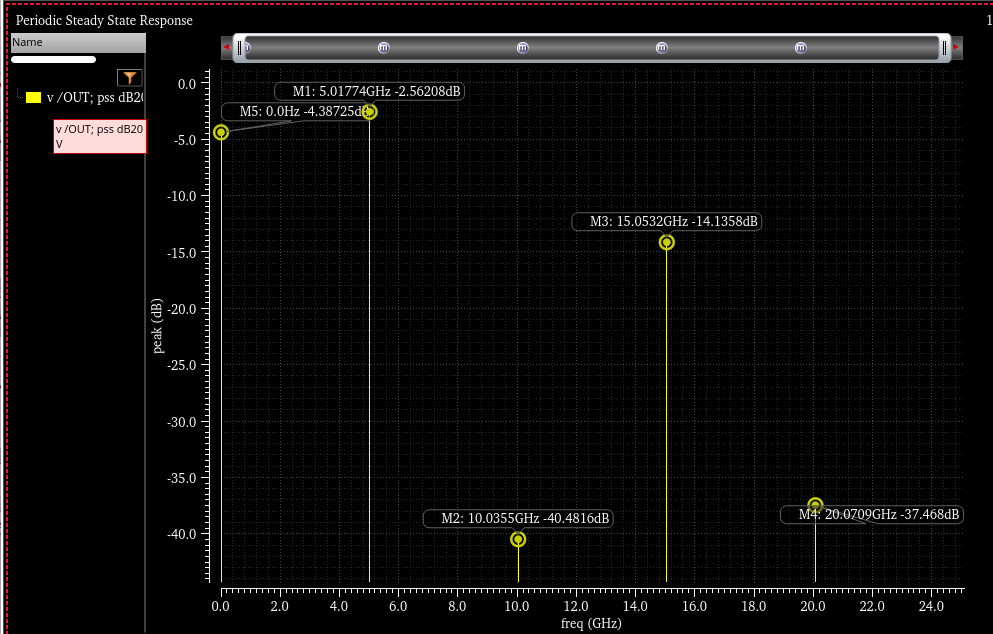 Periodic Steady State Response
1
Name
v /OUT; pss dB20
v /OUT; pss dB20
V
M1: 5.01774GHz -2.56208dB
M5: 0.0Hz -4.38725dB
M3: 15.0532GHz -14.1358dB
M2: 10.0355GHz -40.4816dB
M4: 20.0709GHz -37.468dB
peak (dB)
0.0
-5.0
-10.0
-15.0
-20.0
-25.0
-30.0
-35.0
-40.0
0.0 2.0 4.0 6.0 8.0 10.0 12.0 14.0 16.0 18.0 20.0 22.0 24.0
freq (GHz)